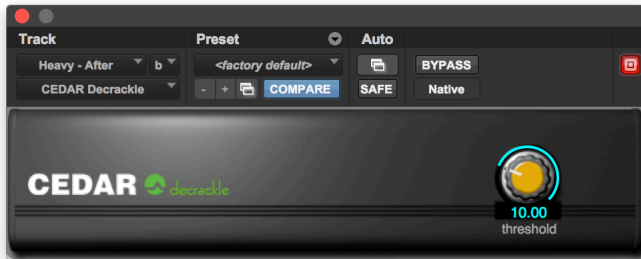 Track Preset Auto
Heavy - After b <factory default> BYPASS
CEDAR Decrackle - + COMPARE SAFE Native
CEDAR decrackle
10.00
threshold